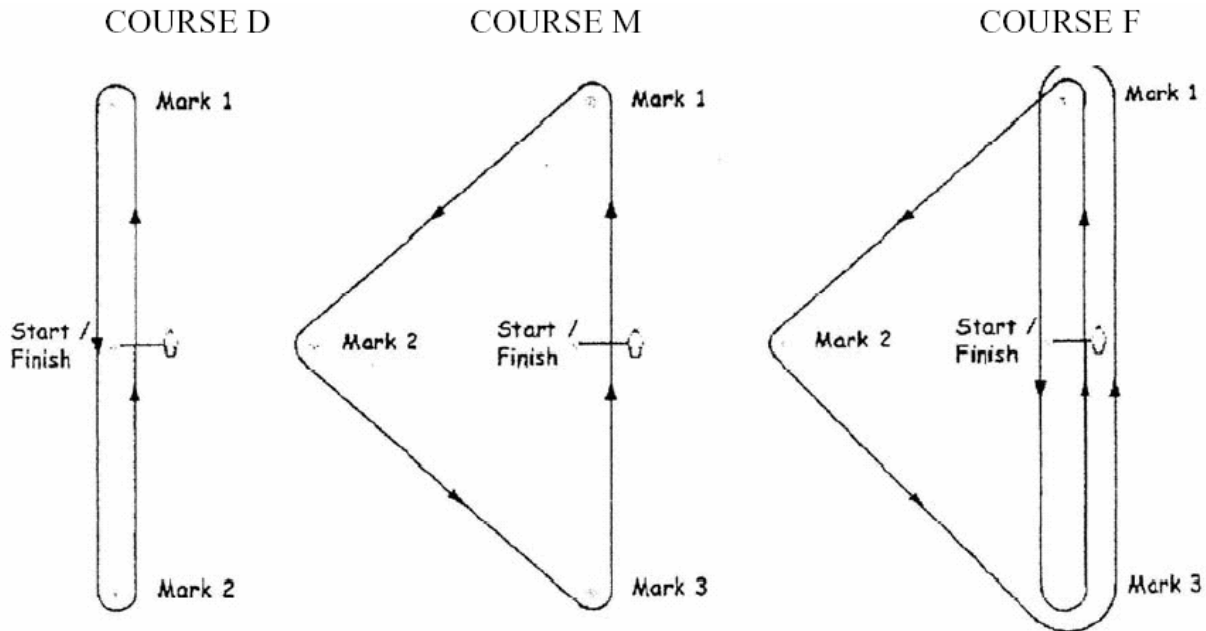 COURSE D
COURSE M
COURSE F
Mark 1
Mark 1
Mark 1
Start /
Finish
Mark 2
Start /
Finish
Mark 2
Start /
Finish
Mark 2
Mark 3
Mark 3